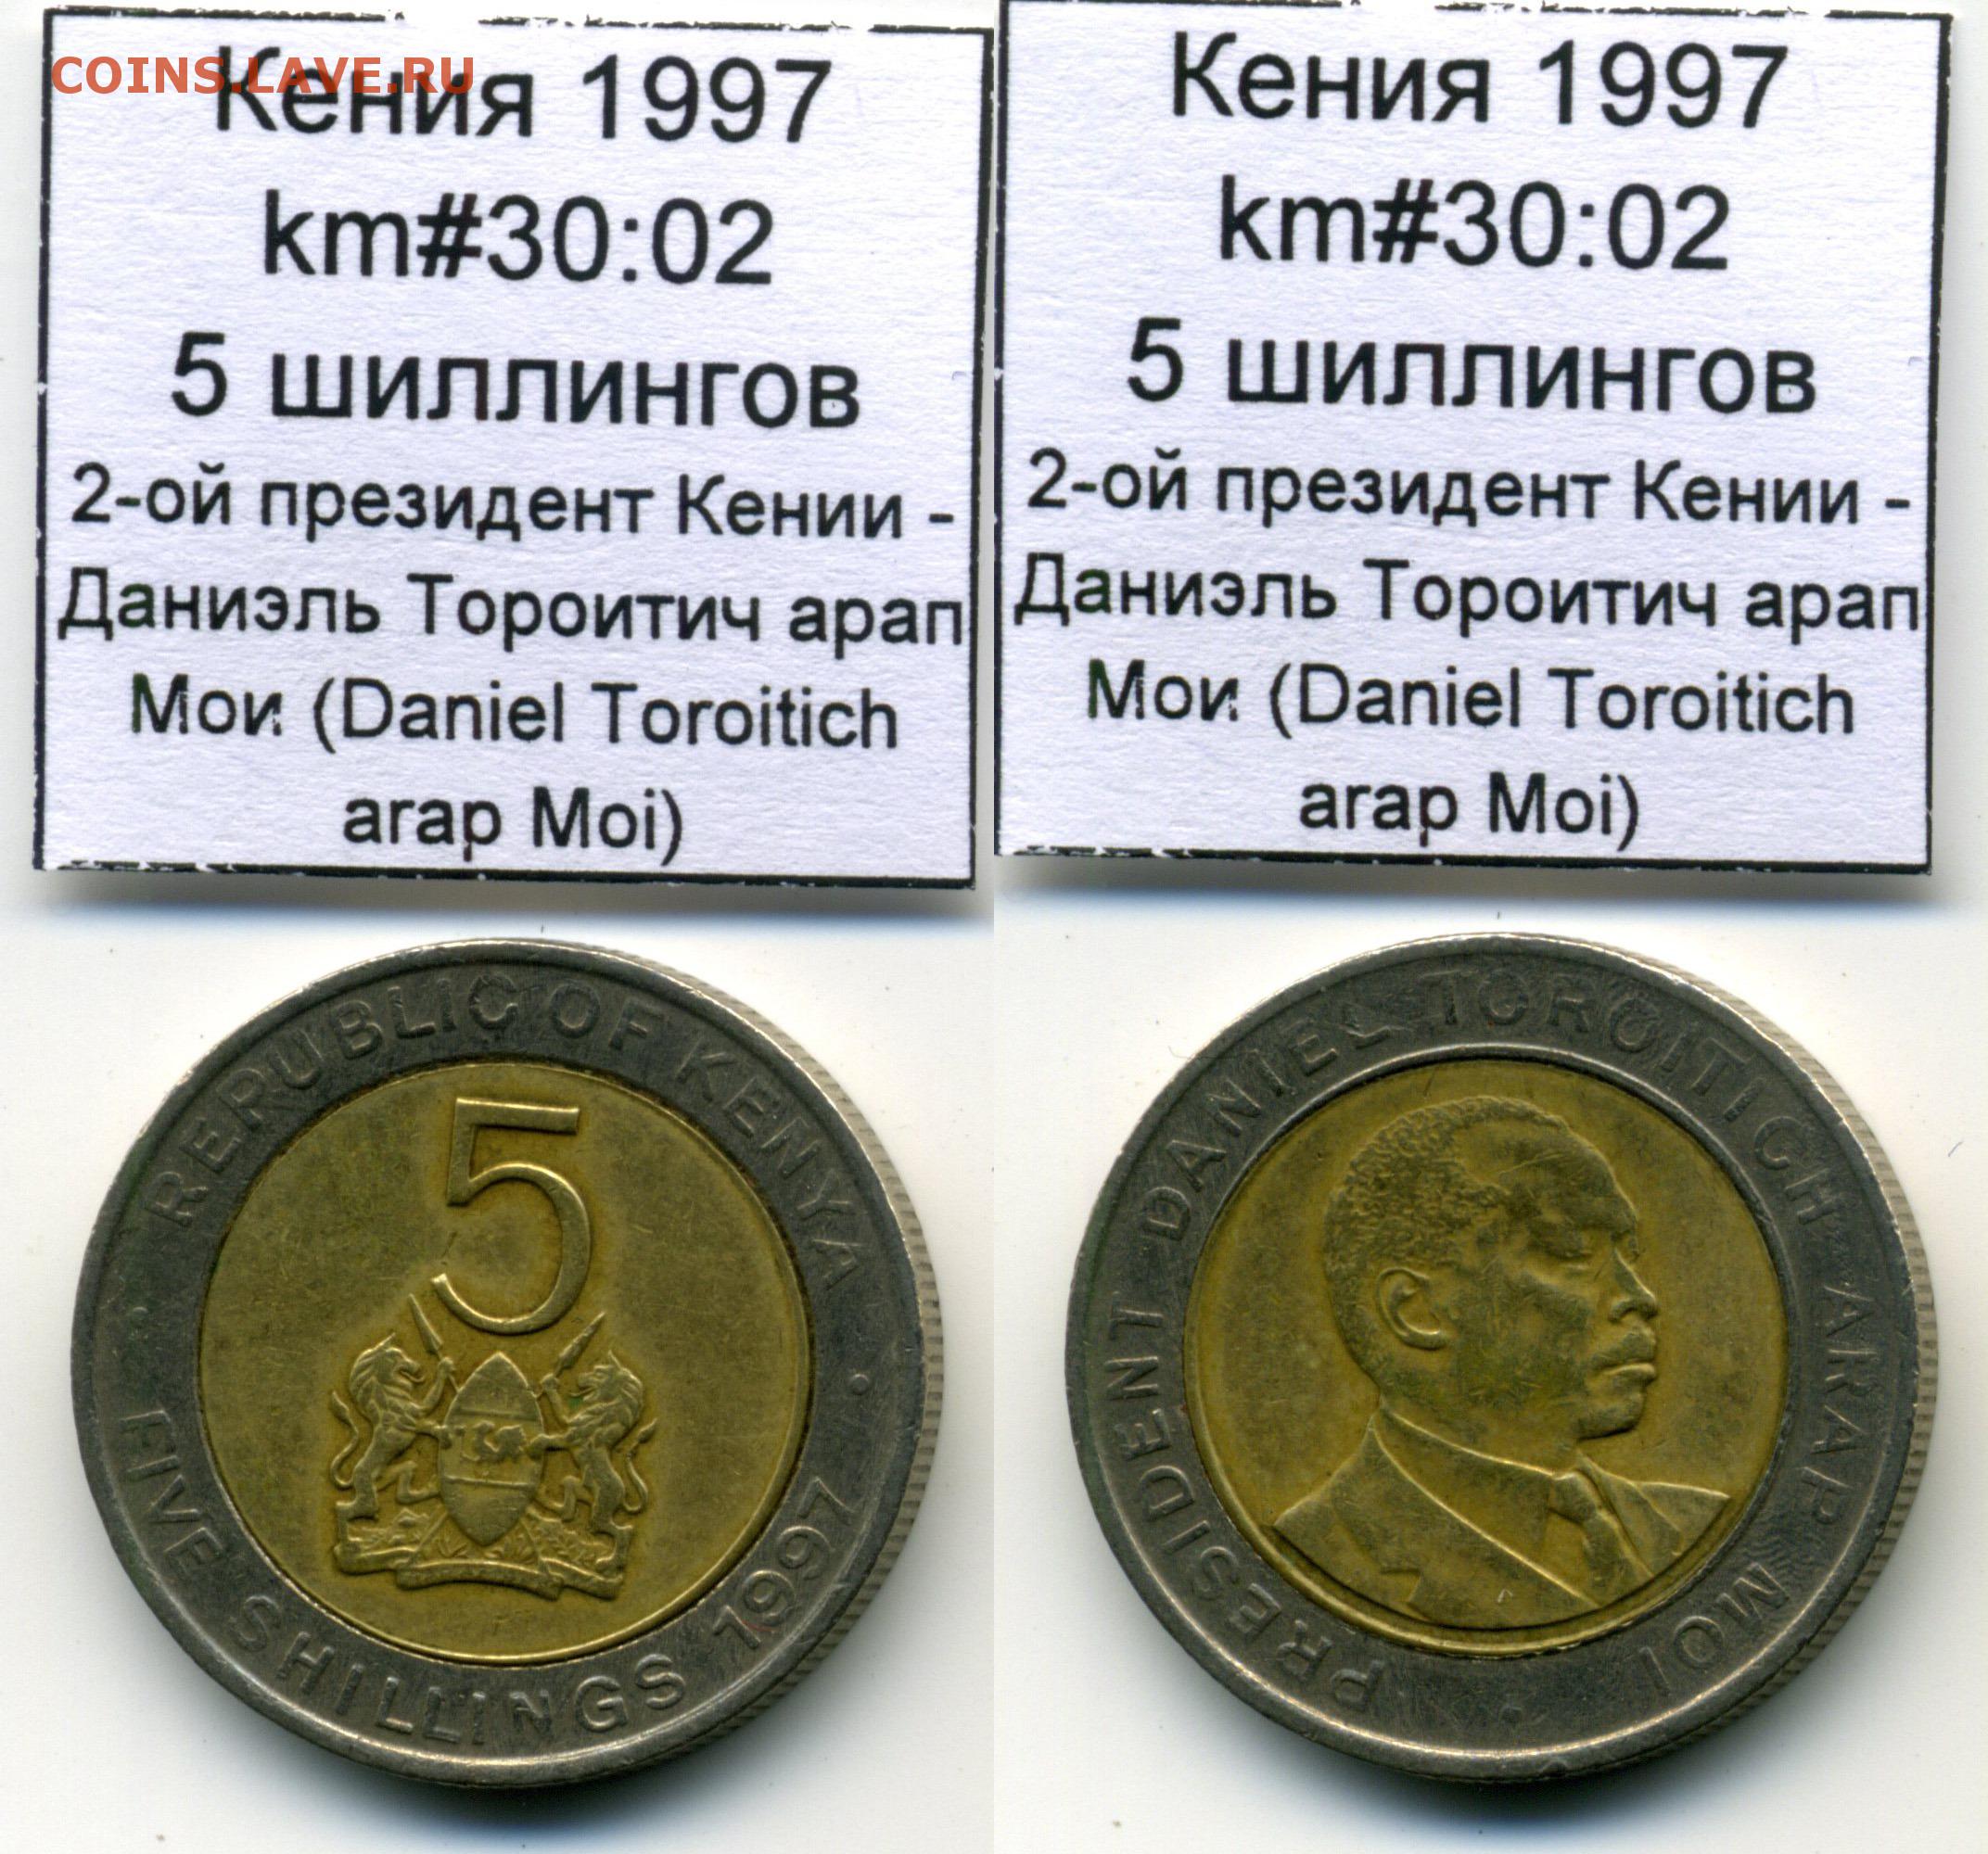 COINS.LAVE.RU
Кения 1997
km#30:02
5 шиллингов
2-ой президент Кении -
Даниэль Тороитич арап
Мои (Daniel Toroitich
arap Moi)
Кения 1997
km#30:02
5 шиллингов
2-ой президент Кении -
Даниэль Тороитич арап
Мои (Daniel Toroitich
arap Moi)
REPUBLIC OF KENYA
5
FIVE SHILLINGS 1997
PRESIDENT DANIEL TOROITICH ARAP MOI